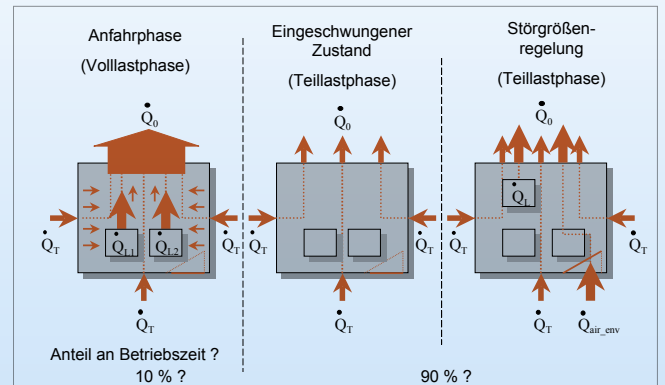 Anfahrphase
(Volllastphase)
Q̇0
Q̇T
Q̇L1
Q̇L2
Q̇T
Q̇T
Eingeschwungener
Zustand
(Teillastphase)
Q̇0
Q̇T
Q̇T
Q̇T
Störgrößen-
regelung
(Teillastphase)
Q̇0
Q̇L
Q̇T
Q̇T
Q̇T
Q̇air_env
Anteil an Betriebszeit ?
10 % ?
90 % ?